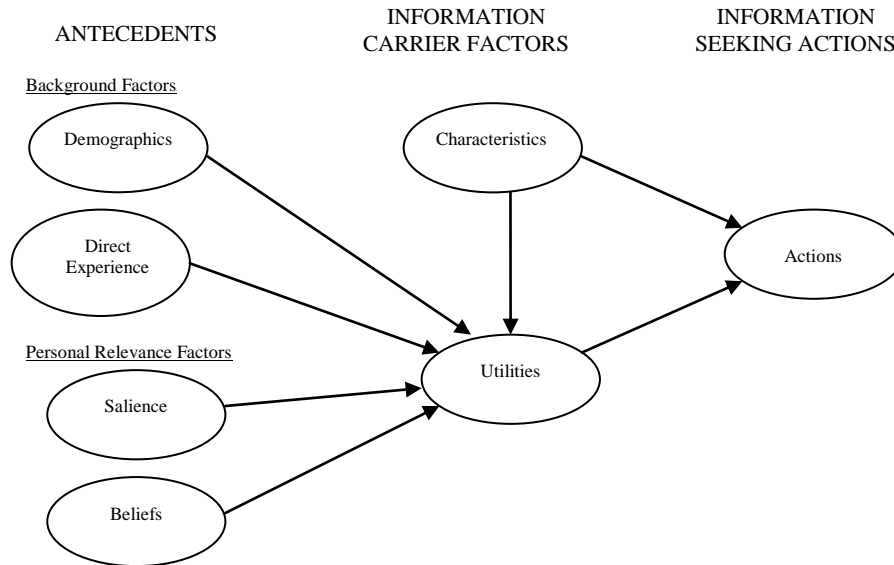 ANTECEDENTS
INFORMATION
CARRIER FACTORS
INFORMATION
SEEKING ACTIONS
Background Factors
Demographics
Characteristics
Direct
Experience
Actions
Personal Relevance Factors
Utilities
Salience
Beliefs